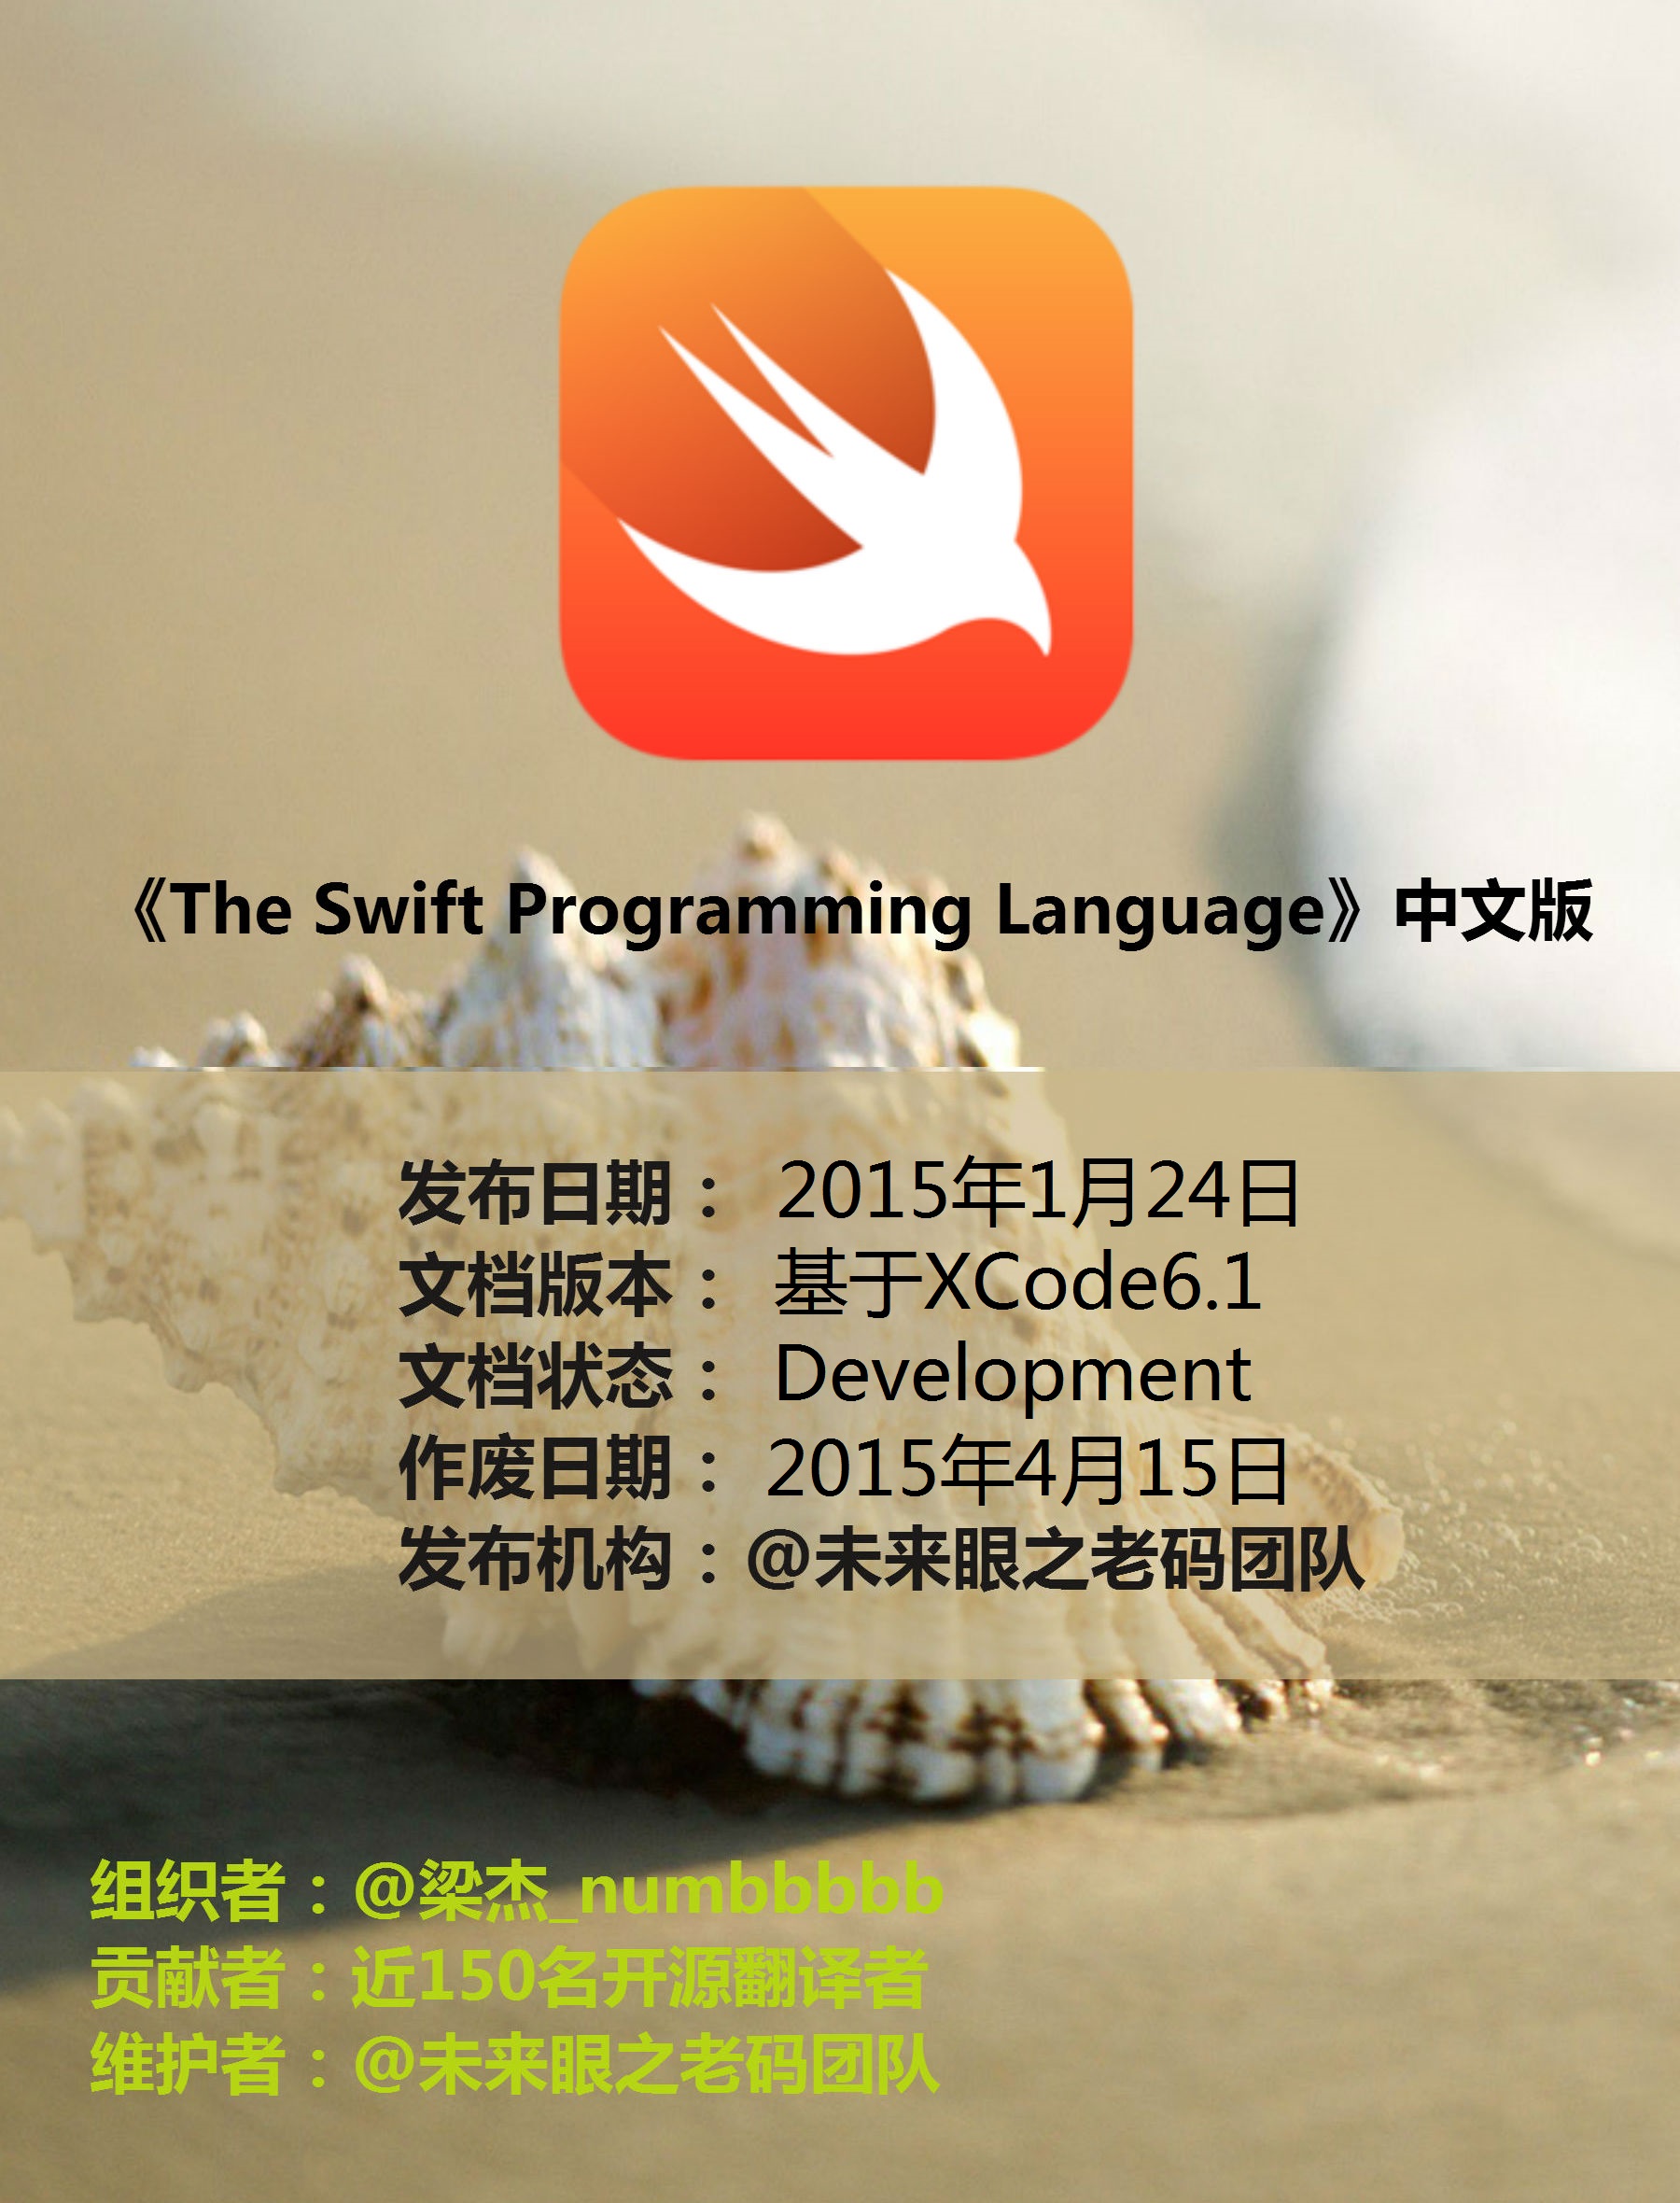 《The Swift Programming Language》中文版
发布日期： 2015年1月24日
文档版本： 基于XCode6.1
文档状态： Development
作废日期： 2015年4月15日
发布机构：@未来眼之老码团队
组织者：@梁杰_numbbbbb
贡献者：近150名开源翻译者
维护者：@未来眼之老码团队